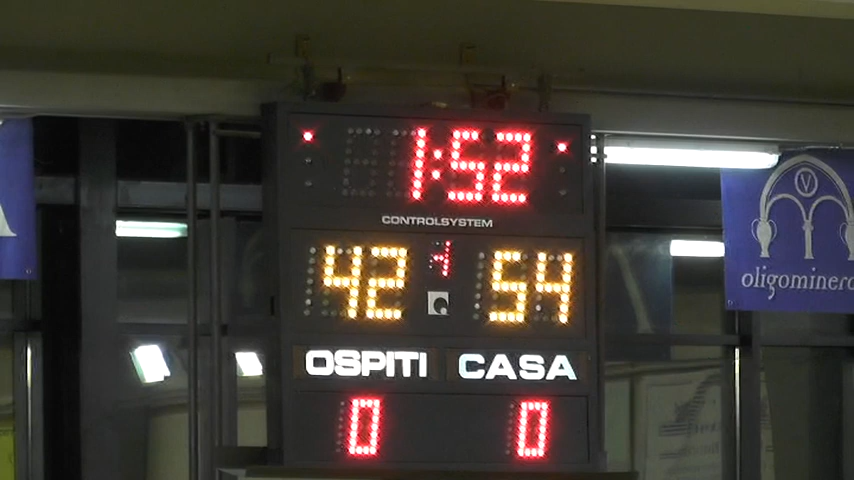 1:52
CONTROLSYSTEM
42 4 54
OSPITI CASA
0 0
V
oligominera